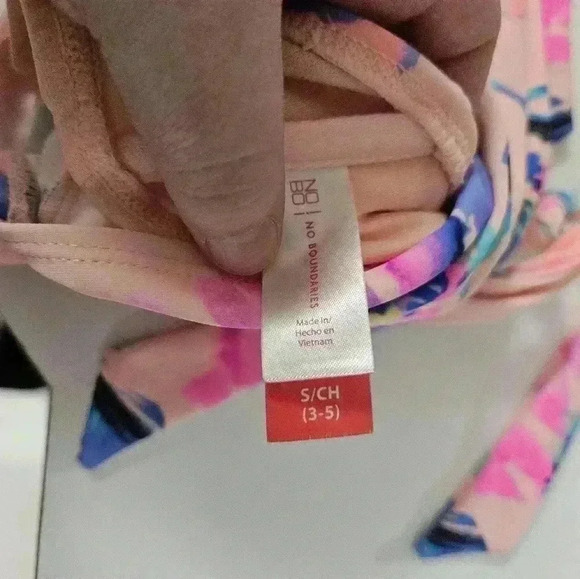 NO
BO
NO BOUNDARIES
Made in/
Hecho en
Vietnam
S/CH
(3-5)